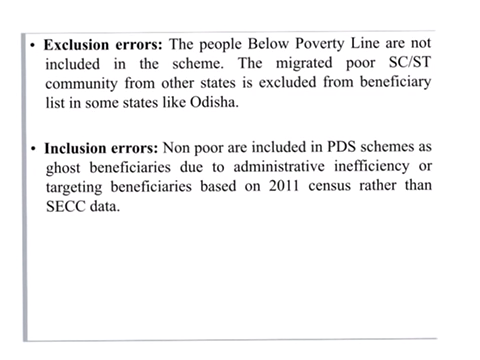 • Exclusion errors: The people Below Poverty Line are not
included in the scheme. The migrated poor SC/ST
community from other states is excluded from beneficiary
list in some states like Odisha.
• Inclusion errors: Non poor are included in PDS schemes as
ghost beneficiaries due to administrative inefficiency or
targeting beneficiaries based on 2011 census rather than
SECC data.